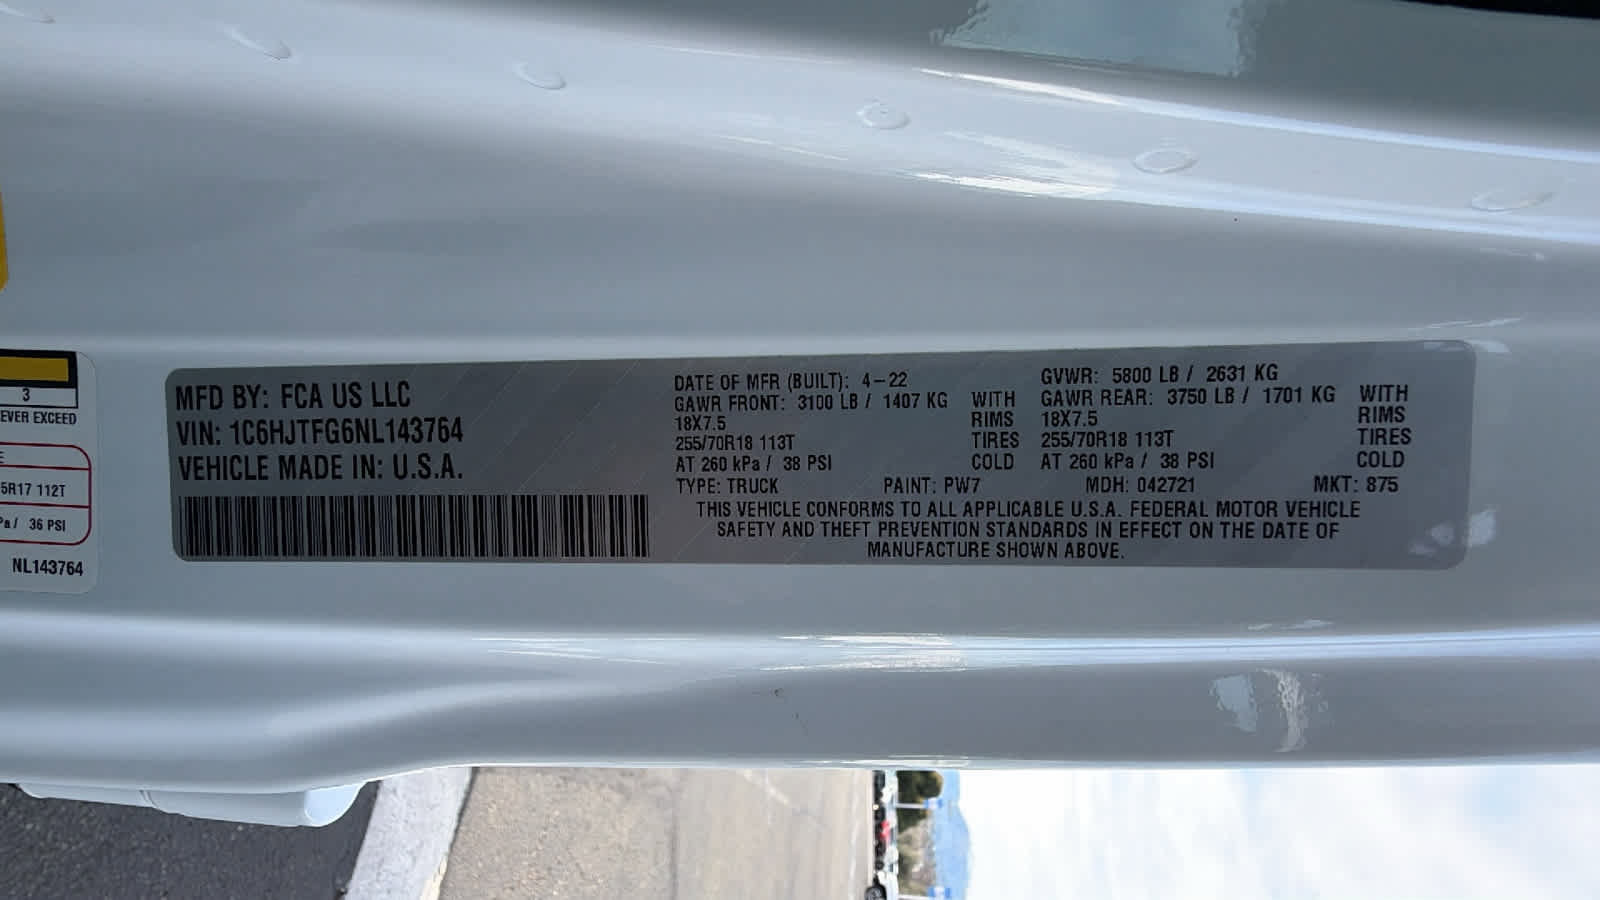 3
EVER EXCEED
E
5R17 112T
Pa / 36 PSI
NL143764
MFD BY: FCA US LLC
VIN: 1C6HJTFG6NL143764
VEHICLE MADE IN: U.S.A.
DATE OF MFR (BUILT): 4-22 GVWR: 5800 LB / 2631 KG
GAWR FRONT: 3100 LB / 1407 KG WITH GAWR REAR: 3750 LB / 1701 KG WITH
18X7.5 RIMS 18X7.5 RIMS
255/70R18 113T TIRES 255/70R18 113T TIRES
AT 260 kPa / 38 PSI COLD AT 260 kPa / 38 PSI COLD
TYPE: TRUCK PAINT: PW7 MDH: 042721 MKT: 875
THIS VEHICLE CONFORMS TO ALL APPLICABLE U.S.A. FEDERAL MOTOR VEHICLE
SAFETY AND THEFT PREVENTION STANDARDS IN EFFECT ON THE DATE OF
MANUFACTURE SHOWN ABOVE.